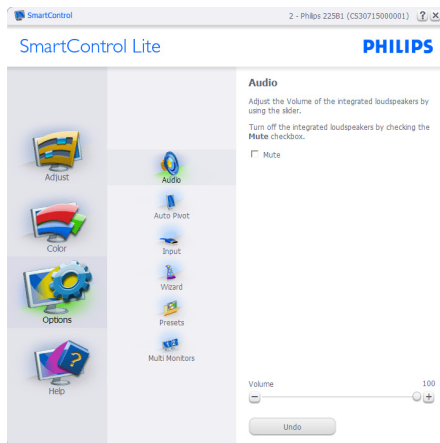 SmartControl
2 - Philips 225B1 (CS30715000001)
?
SmartControl Lite
PHILIPS
Adjust
Color
Options
Help
Audio
Auto Pivot
Input
Wizard
Presets
Multi Monitors
Audio
Adjust the Volume of the integrated loudspeakers by
using the slider.
Turn off the integrated loudspeakers by checking the
Mute checkbox.
Mute
Volume
100
Undo